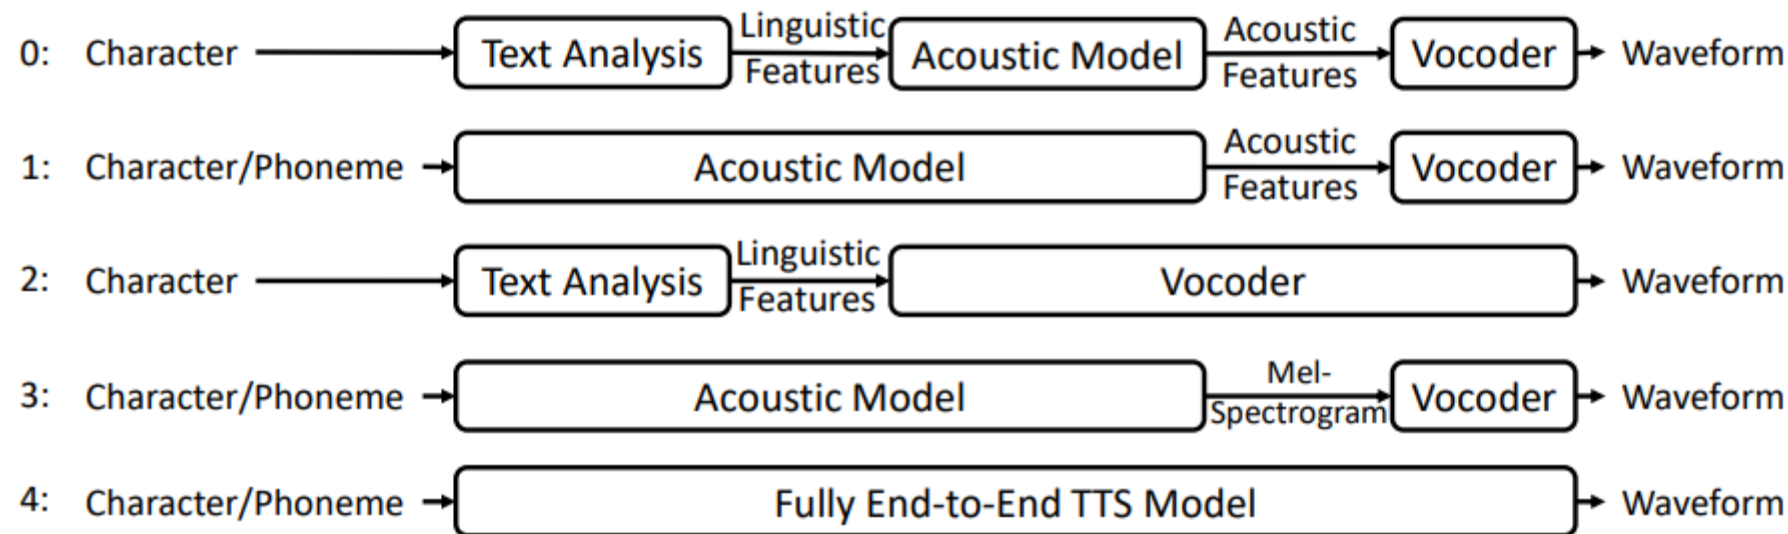 0: Character Text Analysis Linguistic Features Acoustic Model Acoustic Features Vocoder Waveform
1: Character/Phoneme Acoustic Model Acoustic Features Vocoder Waveform
2: Character Text Analysis Linguistic Features Vocoder Waveform
3: Character/Phoneme Acoustic Model Mel-Spectrogram Vocoder Waveform
4: Character/Phoneme Fully End-to-End TTS Model Waveform